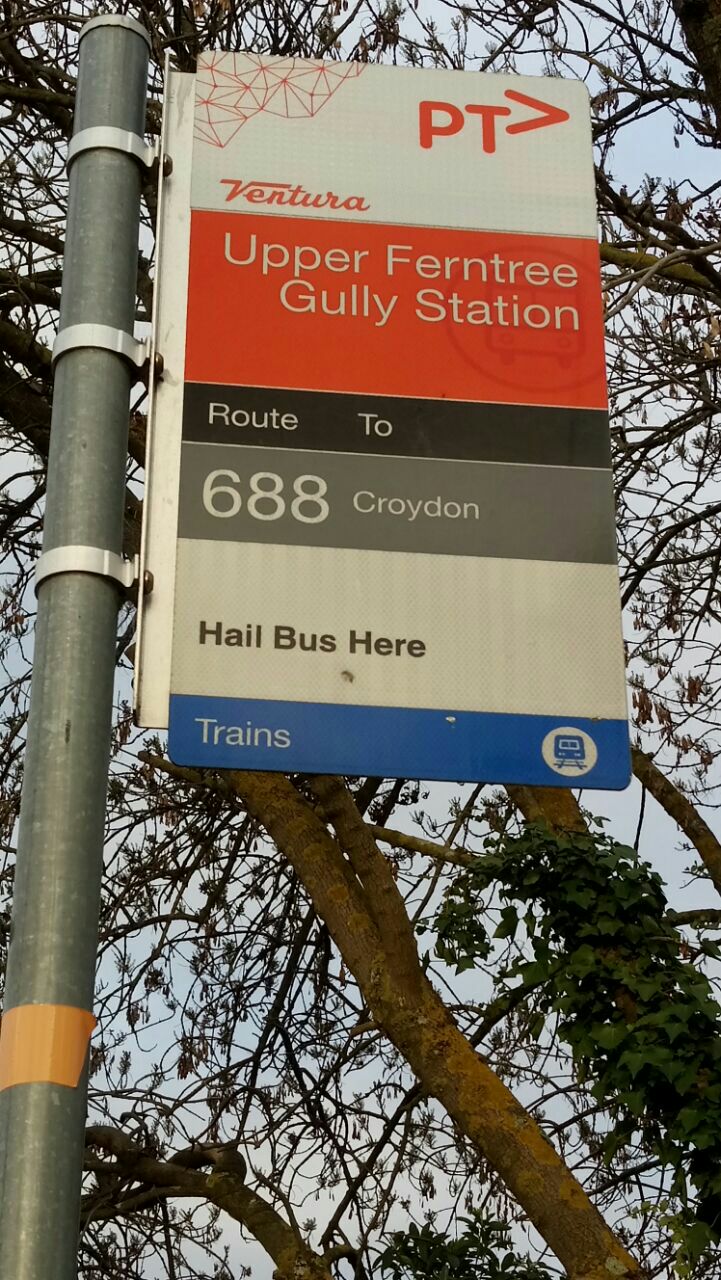 PT>
Ventura
Upper Ferntree
Gully Station
Route To
688 Croydon
Hail Bus Here
Trains